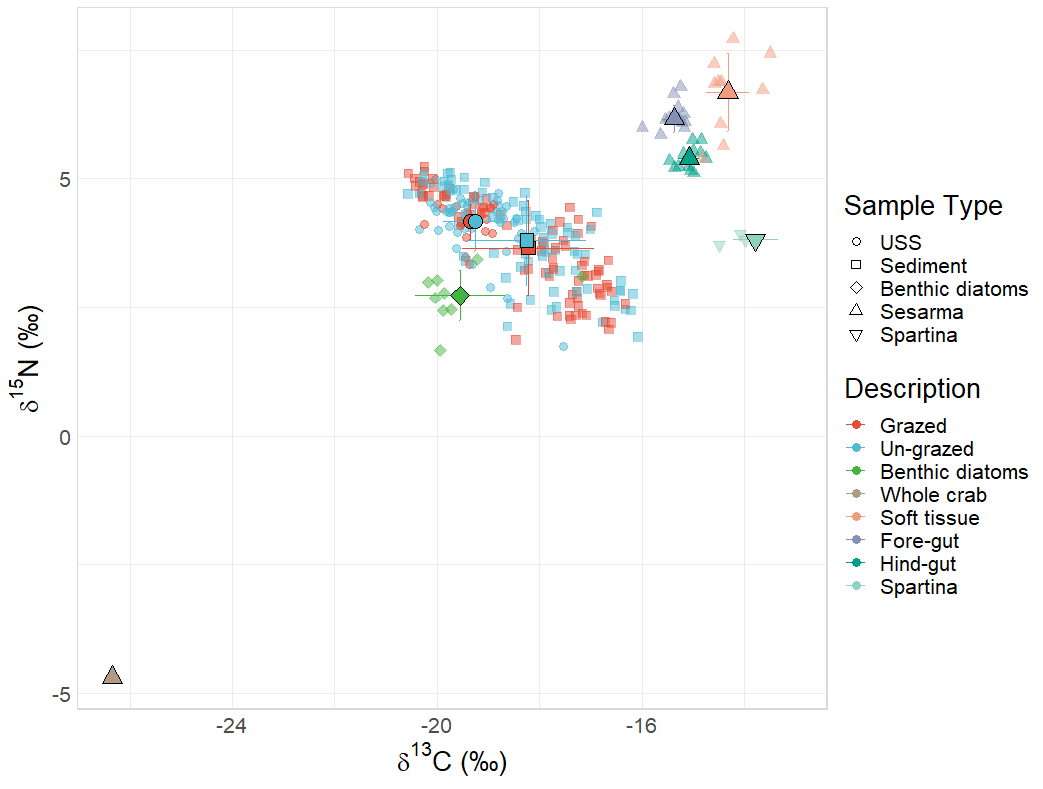 5
0
-5
-24
-20
-16
δ¹⁵N (‰)
δ¹³C (‰)
Sample Type
USS
Sediment
Benthic diatoms
Sesarma
Spartina
Description
Grazed
Un-grazed
Benthic diatoms
Whole crab
Soft tissue
Fore-gut
Hind-gut
Spartina